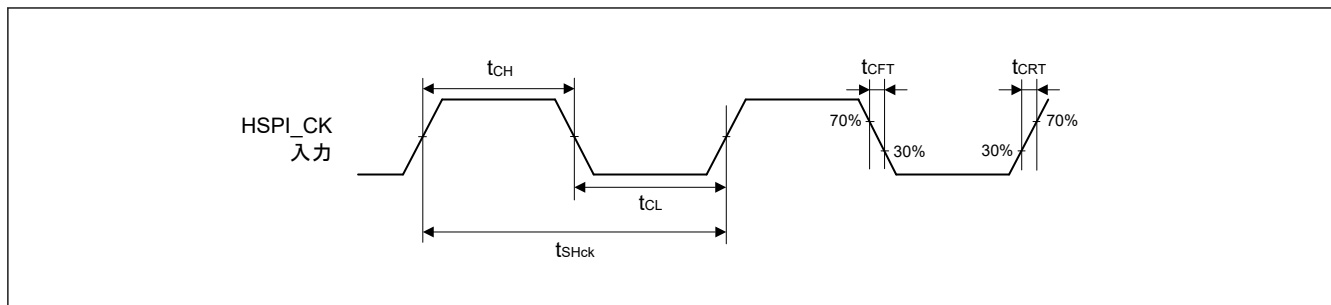 tCH
tCFT
tCRT
HSPI_CK
入力
70%
30%
30%
70%
tCL
tSHck